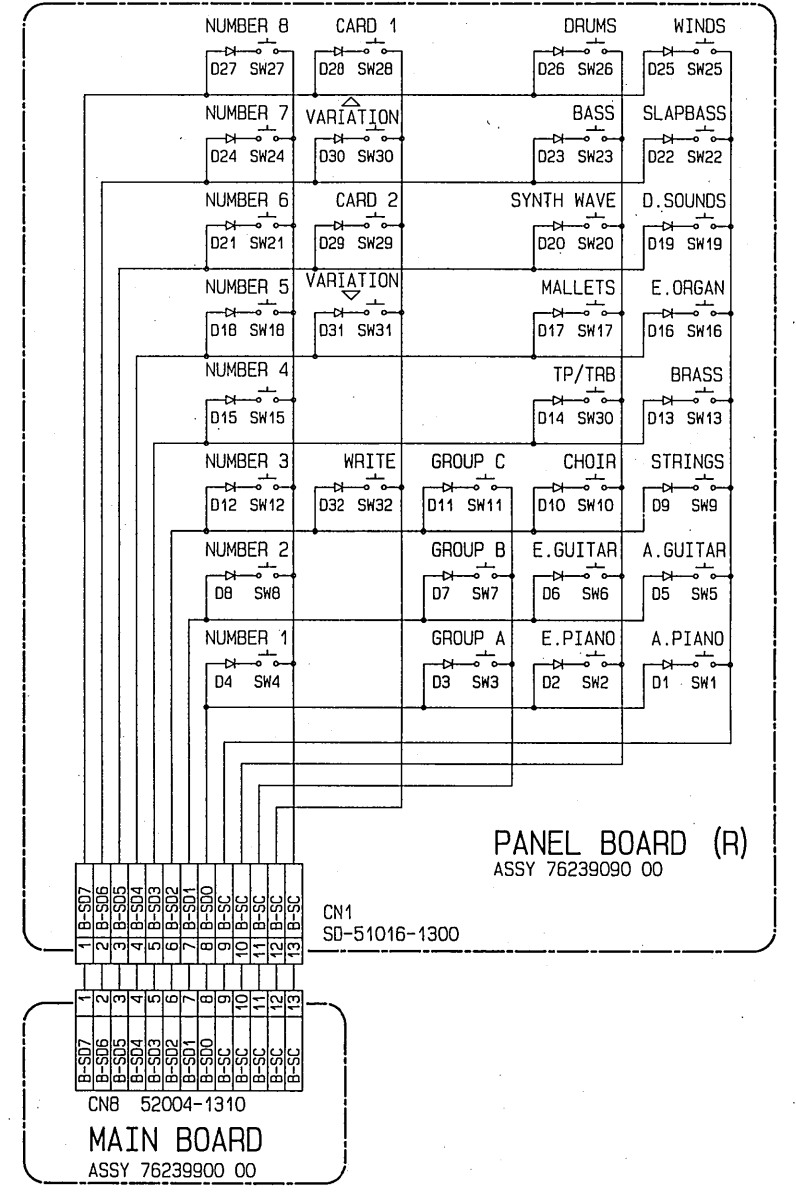 NUMBER 8 CARD 1 DRUMS WINDS
D27 SW27 D28 SW28 D26 SW26 D25 SW25
NUMBER 7 VARIATION BASS SLAPBASS
D24 SW24 D30 SW30 D23 SW23 D22 SW22
NUMBER 6 CARD 2 SYNTH WAVE D.SOUNDS
D21 SW21 D29 SW29 D20 SW20 D19 SW19
NUMBER 5 VARIATION MALLETS E.ORGAN
D18 SW18 D31 SW31 D17 SW17 D16 SW16
NUMBER 4 TP/TRB BRASS
D15 SW15 D14 SW30 D13 SW13
NUMBER 3 WRITE GROUP C CHOIR STRINGS
D12 SW12 D32 SW32 D11 SW11 D10 SW10 D9 SW9
NUMBER 2 GROUP B E.GUITAR A.GUITAR
D8 SW8 D7 SW7 D6 SW6 D5 SW5
NUMBER 1 GROUP A E.PIANO A.PIANO
D4 SW4 D3 SW3 D2 SW2 D1 SW1
PANEL BOARD (R)
ASSY 76239090 00
B-SD7 B-SD6 B-SD5 B-SD4 B-SD3 B-SD2 B-SD1 B-SD0 B-SC B-SC B-SC B-SC B-SC
1 2 3 4 5 6 7 8 9 10 11 12 13
CN1
SD-51016-1300
1 2 3 4 5 6 7 8 9 10 11 12 13
B-SD7 B-SD6 B-SD5 B-SD4 B-SD3 B-SD2 B-SD1 B-SD0 B-SC B-SC B-SC B-SC B-SC
CN8 52004-1310
MAIN BOARD
ASSY 76239900 00